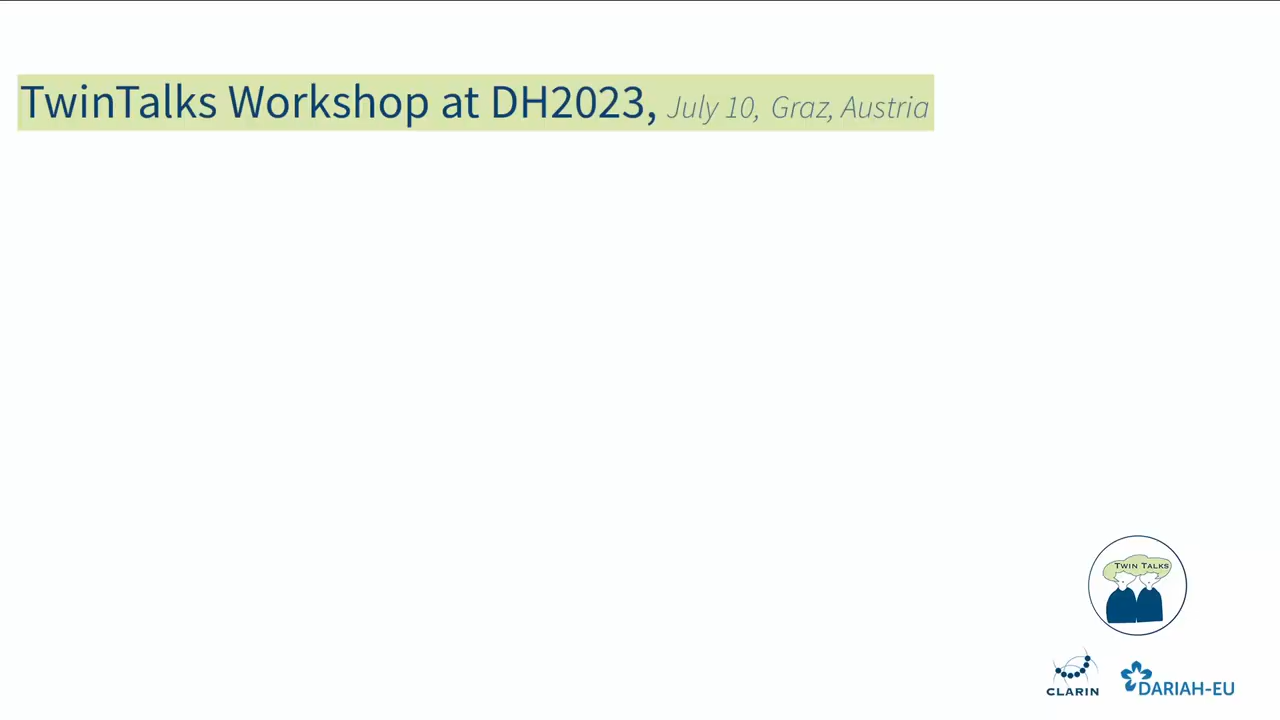 TwinTalks Workshop at DH2023, July 10, Graz, Austria
TWIN TALKS
CLARIN
DARIAH-EU